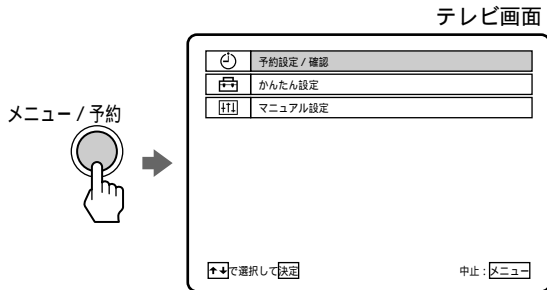 テレビ画面
予約設定 / 確認
かんたん設定
マニュアル設定
メニュー / 予約
↑↓で選択して決定
中止 : メニュー